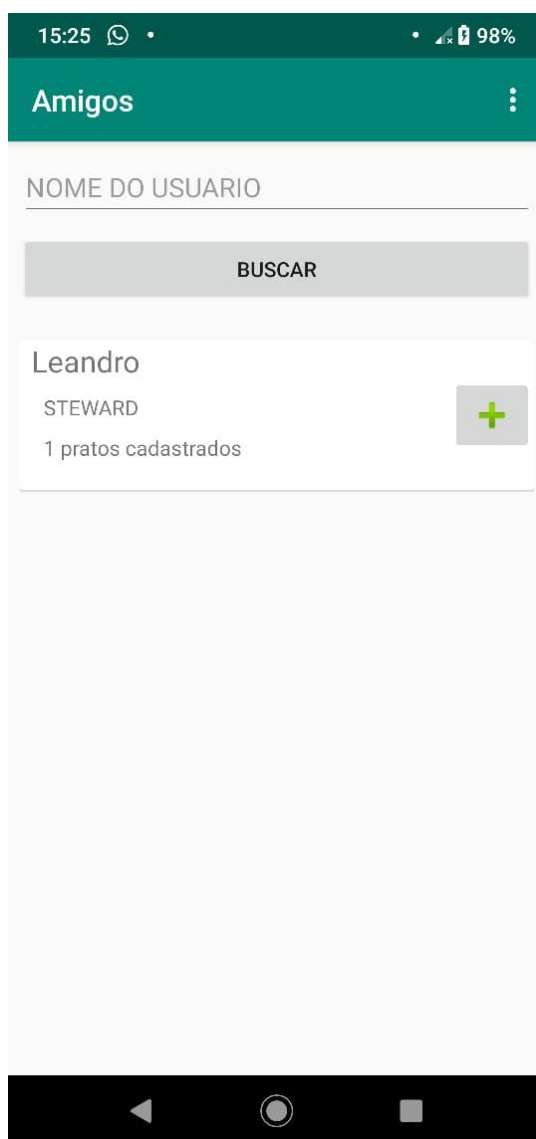 15:25 98%
Amigos
NOME DO USUARIO
BUSCAR
Leandro
STEWARD
1 pratos cadastrados